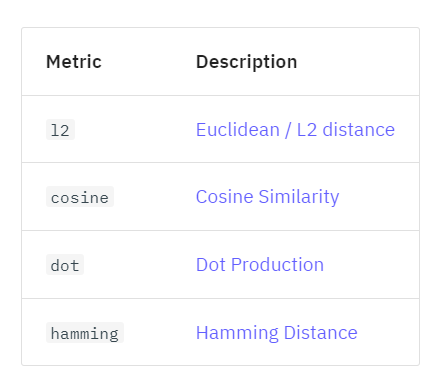 Metric Description
l2 Euclidean / L2 distance
cosine Cosine Similarity
dot Dot Production
hamming Hamming Distance